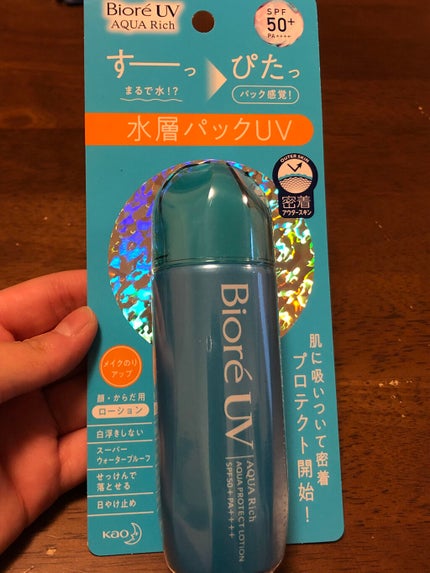 Bioré UV
AQUA Rich
SPF
50+
PA++++
すーっ
まるで水!?
ぴたっ
パック感覚!
水層パックUV
OUTER SKIN
密着
アウタースキン
肌に吸いついて密着
プロテクト開始!
メイクのり
アップ
顔・からだ用
ローション
白浮きしない
スーパー
ウォータープルーフ
せっけんで
落とせる
日やけ止め
Kao
Bioré UV
AQUA Rich
AQUA PROTECT LOTION
SPF50+ PA++++